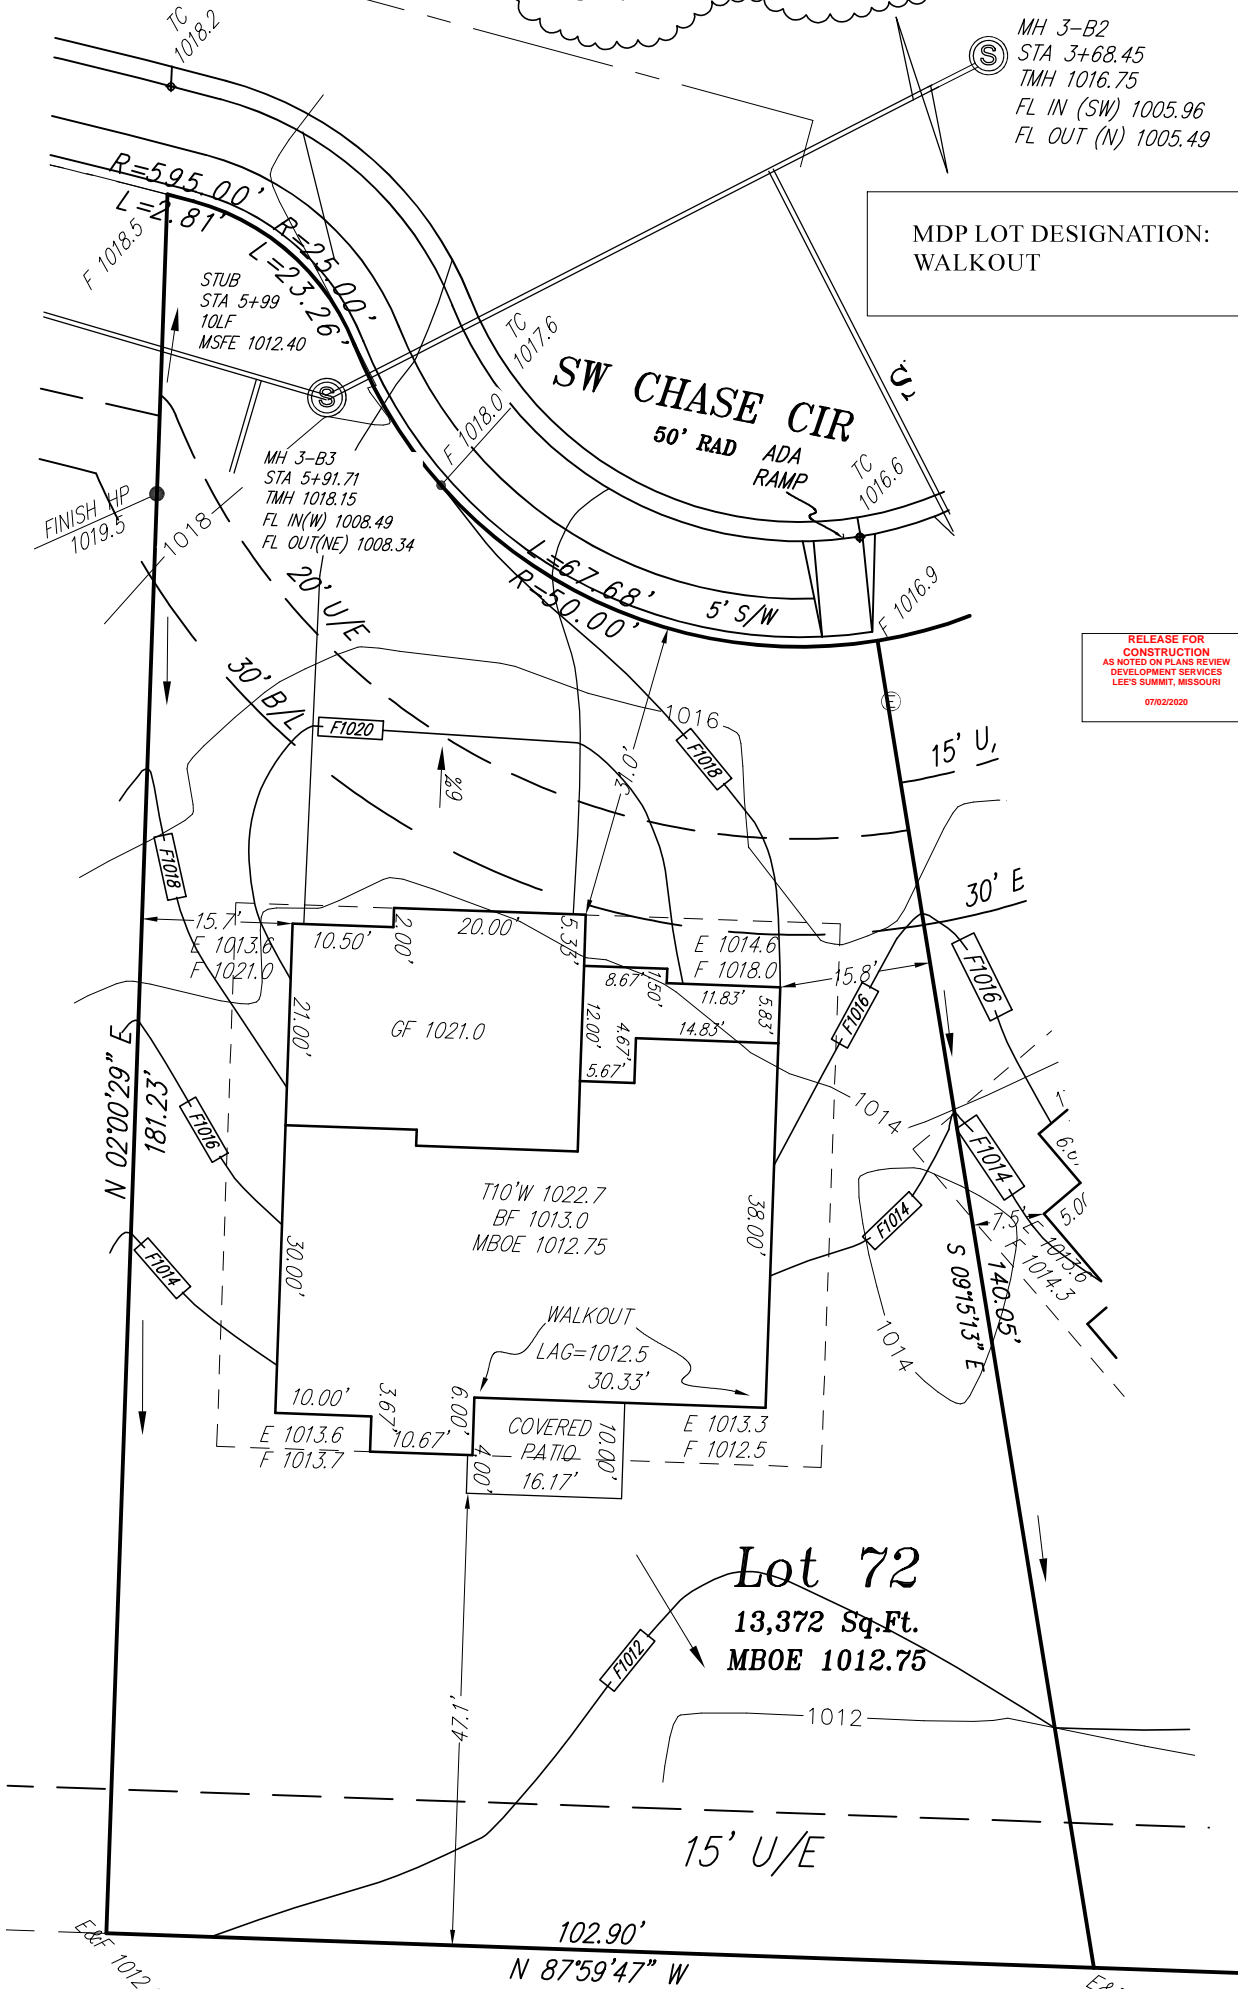 TC
1018.2
MH 3-B2
STA 3+68.45
TMH 1016.75
FL IN (SW) 1005.96
FL OUT (N) 1005.49
S
MDP LOT DESIGNATION:
WALKOUT
R=595.00'
L=2.81'
F 1018.5
R=25.00'
L=23.26'
STUB
STA 5+99
10LF
MSFE 1012.40
S
TC
1017.6
SW CHASE CIR
50' RAD
ADA
RAMP
S
TC
1016.6
F 1018.0
MH 3-B3
STA 5+91.71
TMH 1018.15
FL IN(W) 1008.49
FL OUT(NE) 1008.34
FINISH HP
1019.5
1018
20' U/E
30' B/L
L=67.68'
R=50.00'
5' S/W
F 1016.9
RELEASE FOR
CONSTRUCTION
AS NOTED ON PLANS REVIEW
DEVELOPMENT SERVICES
LEE'S SUMMIT, MISSOURI
07/02/2020
E
1016
F1020
F1018
6%
31.0'
15' U
30' E
F1018
15.7'
E 1013.6
F 1021.0
10.50'
2.00'
20.00'
5.33'
E 1014.6
F 1018.0
8.67'
1.50'
11.83'
5.83'
15.8'
F1016
F1016
21.00'
GF 1021.0
12.00'
4.67'
14.83'
5.67'
N 02°00'29" E
181.23'
F1016
1014
F1014
6.0
5.00
7.5'
E 1013.6
F 1014.3
T10'W 1022.7
BF 1013.0
MBOE 1012.75
38.00'
F1014
30.00'
F1014
S 09°15'13" E
140.05'
1014
WALKOUT
LAG=1012.5
30.33'
10.00'
3.67'
6.00'
10.67'
E 1013.6
F 1013.7
COVERED
PATIO
16.17'
10.00'
4.00'
E 1013.3
F 1012.5
Lot 72
13,372 Sq.Ft.
MBOE 1012.75
F1012
47.1'
1012
15' U/E
102.90'
N 87°59'47" W
E&F 1012